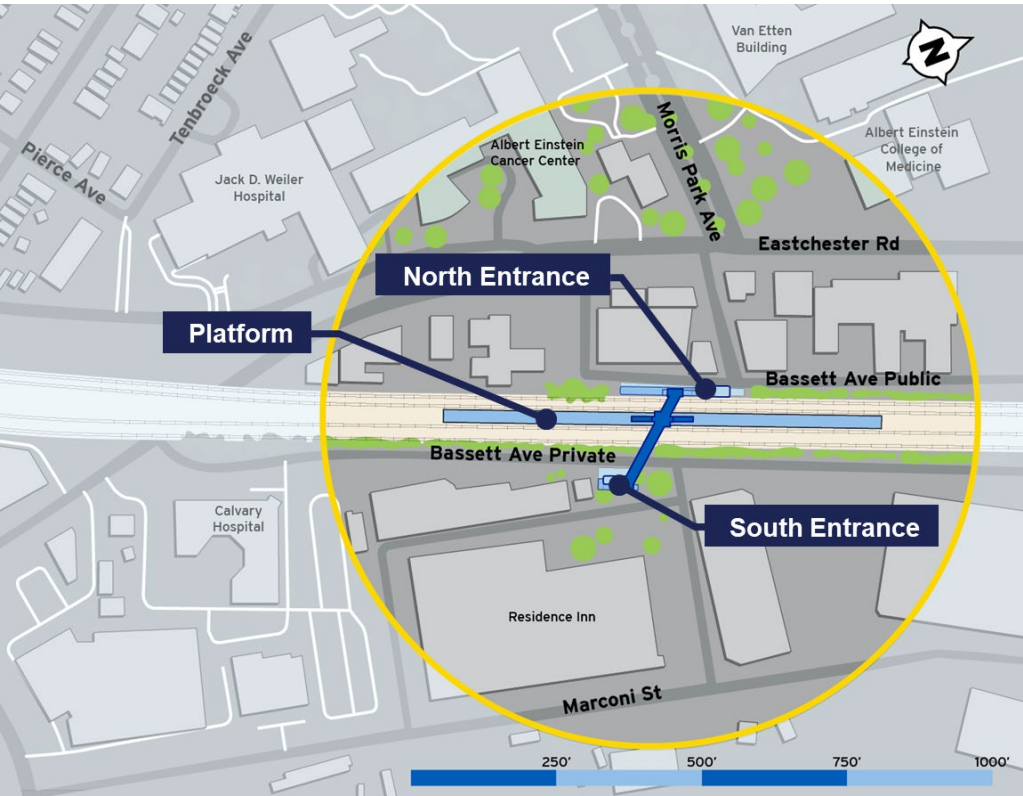 Van Etten
Building
N
Tenbroeck Ave
Pierce Ave
Jack D. Weiler
Hospital
Albert Einstein
Cancer Center
Morris Park Ave
Albert Einstein
College of
Medicine
Eastchester Rd
North Entrance
Platform
Bassett Ave Public
Bassett Ave Private
South Entrance
Calvary
Hospital
Residence Inn
Marconi St
250' 500' 750' 1000'